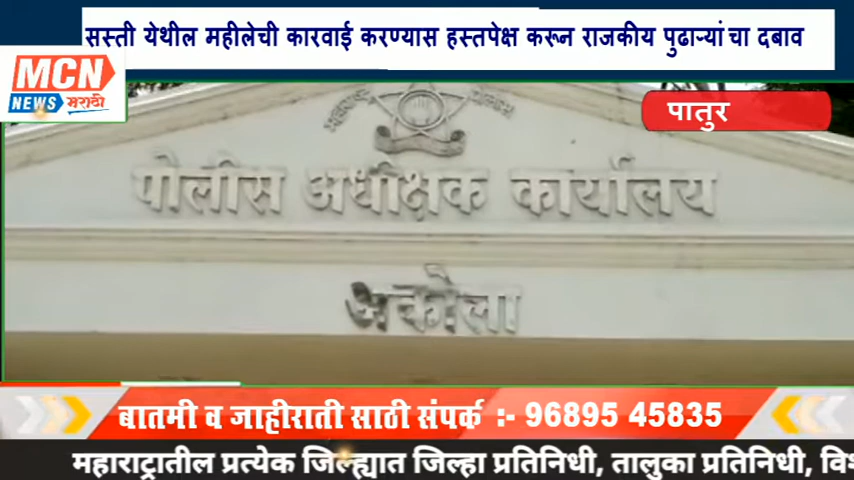 सस्ती येथील महीलेची कारवाई करण्यास हस्तपेक्ष करून राजकीय पुढाऱ्यांचा दबाव
MCN
NEWS मराठी
पातुर
महाराष्ट्र पोलीस
पोलीस अधीक्षक कार्यालय
अकोला
बातमी व जाहीराती साठी संपर्क :- 96895 45835
महाराष्ट्रातील प्रत्येक जिल्ह्यात जिल्हा प्रतिनिधी, तालुका प्रतिनिधी,